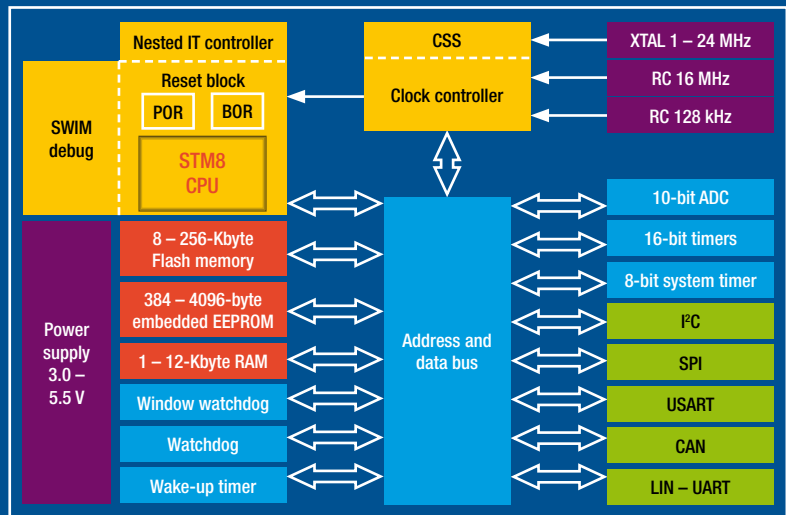 Nested IT controller
SWIM
debug
Reset block
POR
BOR
STM8
CPU
CSS
Clock controller
XTAL 1 – 24 MHz
RC 16 MHz
RC 128 kHz
Power
supply
3.0 –
5.5 V
8 – 256-Kbyte
Flash memory
384 – 4096-byte
embedded EEPROM
1 – 12-Kbyte RAM
Window watchdog
Watchdog
Wake-up timer
Address and
data bus
10-bit ADC
16-bit timers
8-bit system timer
I²C
SPI
USART
CAN
LIN – UART